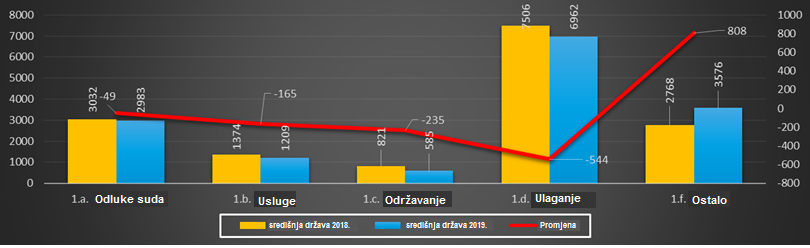 8000 7506 6962 1000
7000 800 808
6000 600
5000 400
4000 3032 -49 2983 2768 3576 200
3000 -165 0
2000 1374 1209 -235 -200
1000 821 585 -544 -400
-600
0 -800
1.a. Odluke suda 1.b. Usluge 1.c. Održavanje 1.d. Ulaganje 1.f. Ostalo
središnja država 2018. središnja država 2019. Promjena